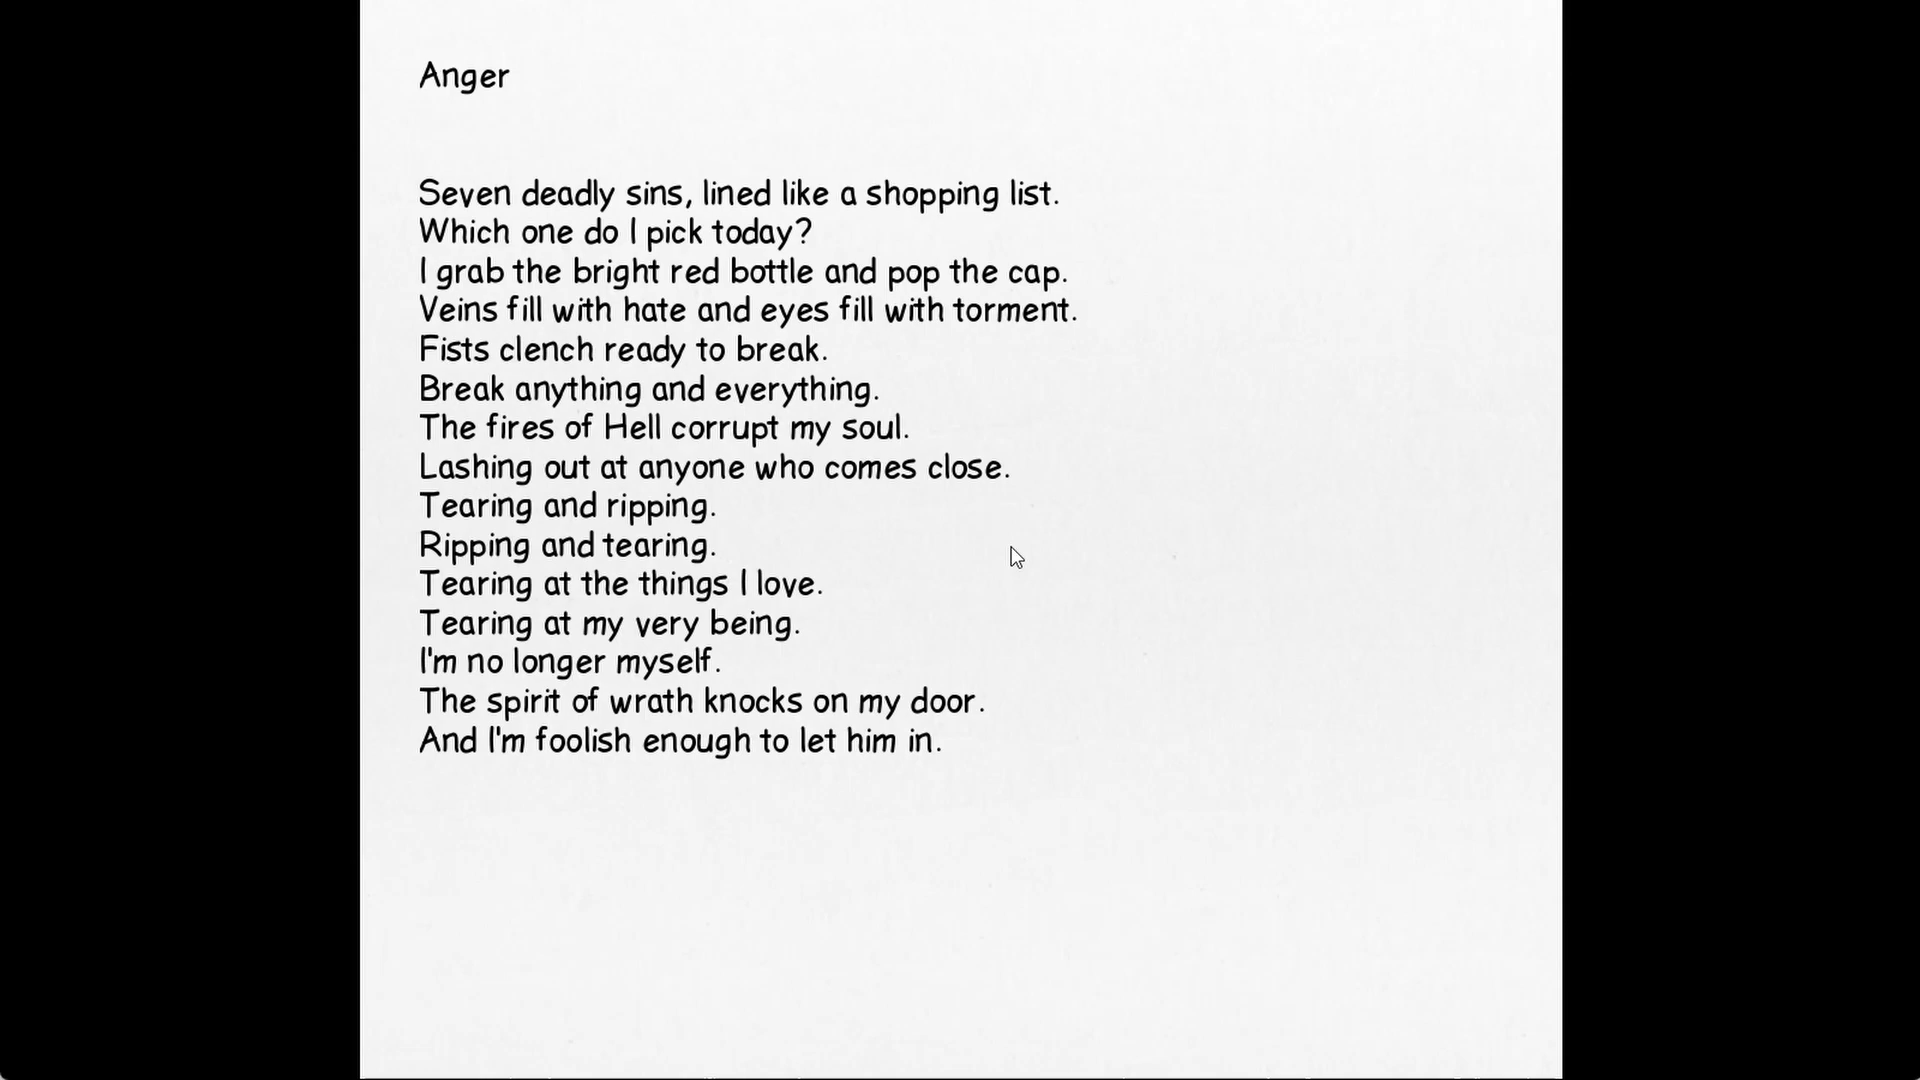 Anger
Seven deadly sins, lined like a shopping list.
Which one do I pick today?
I grab the bright red bottle and pop the cap.
Veins fill with hate and eyes fill with torment.
Fists clench ready to break.
Break anything and everything.
The fires of Hell corrupt my soul.
Lashing out at anyone who comes close.
Tearing and ripping.
Ripping and tearing.
Tearing at the things I love.
Tearing at my very being.
I'm no longer myself.
The spirit of wrath knocks on my door.
And I'm foolish enough to let him in.